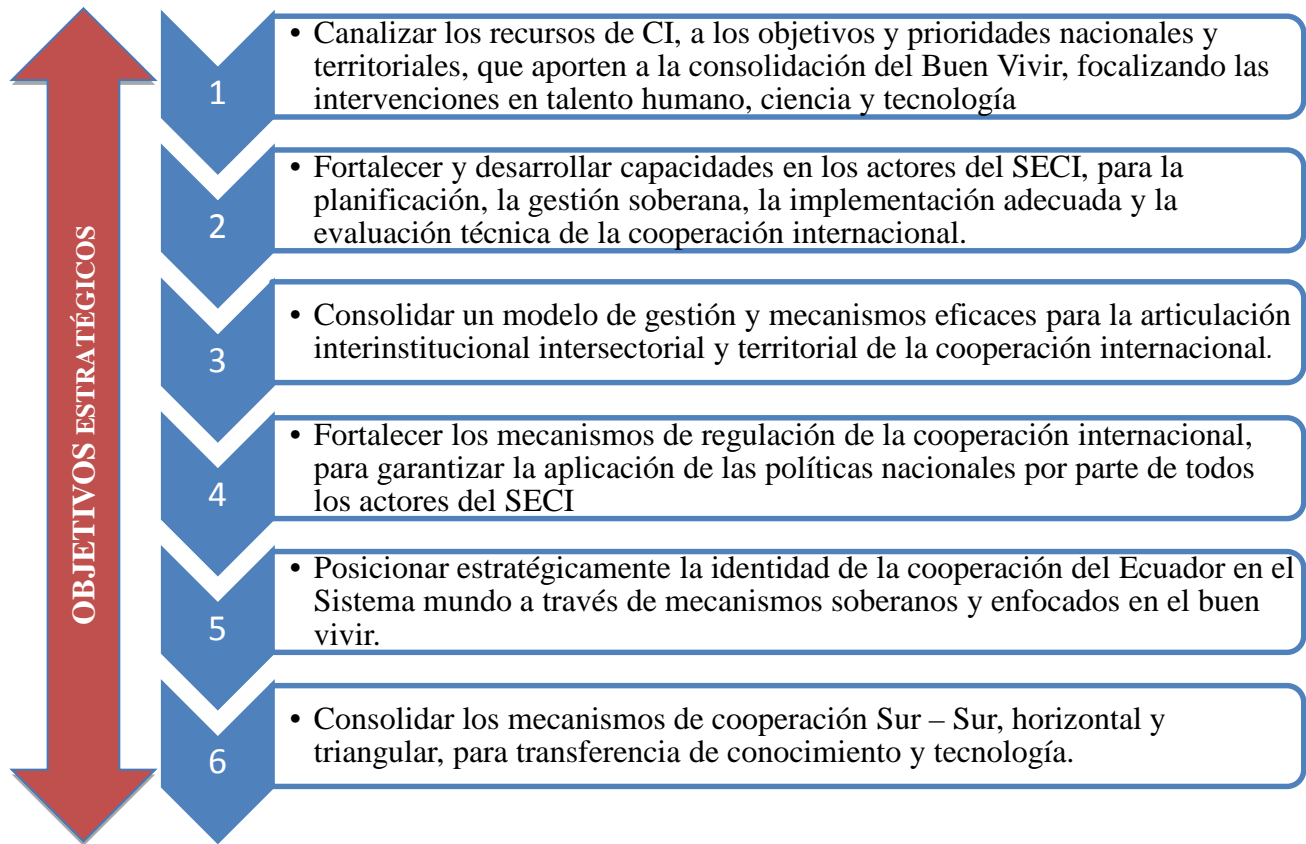 OBJETIVOS ESTRATÉGICOS
1
• Canalizar los recursos de CI, a los objetivos y prioridades nacionales y
territoriales, que aporten a la consolidación del Buen Vivir, focalizando las
intervenciones en talento humano, ciencia y tecnología
2
• Fortalecer y desarrollar capacidades en los actores del SECI, para la
planificación, la gestión soberana, la implementación adecuada y la
evaluación técnica de la cooperación internacional.
3
• Consolidar un modelo de gestión y mecanismos eficaces para la articulación
interinstitucional intersectorial y territorial de la cooperación internacional.
4
• Fortalecer los mecanismos de regulación de la cooperación internacional,
para garantizar la aplicación de las políticas nacionales por parte de todos
los actores del SECI
5
• Posicionar estratégicamente la identidad de la cooperación del Ecuador en el
Sistema mundo a través de mecanismos soberanos y enfocados en el buen
vivir.
6
• Consolidar los mecanismos de cooperación Sur – Sur, horizontal y
triangular, para transferencia de conocimiento y tecnología.